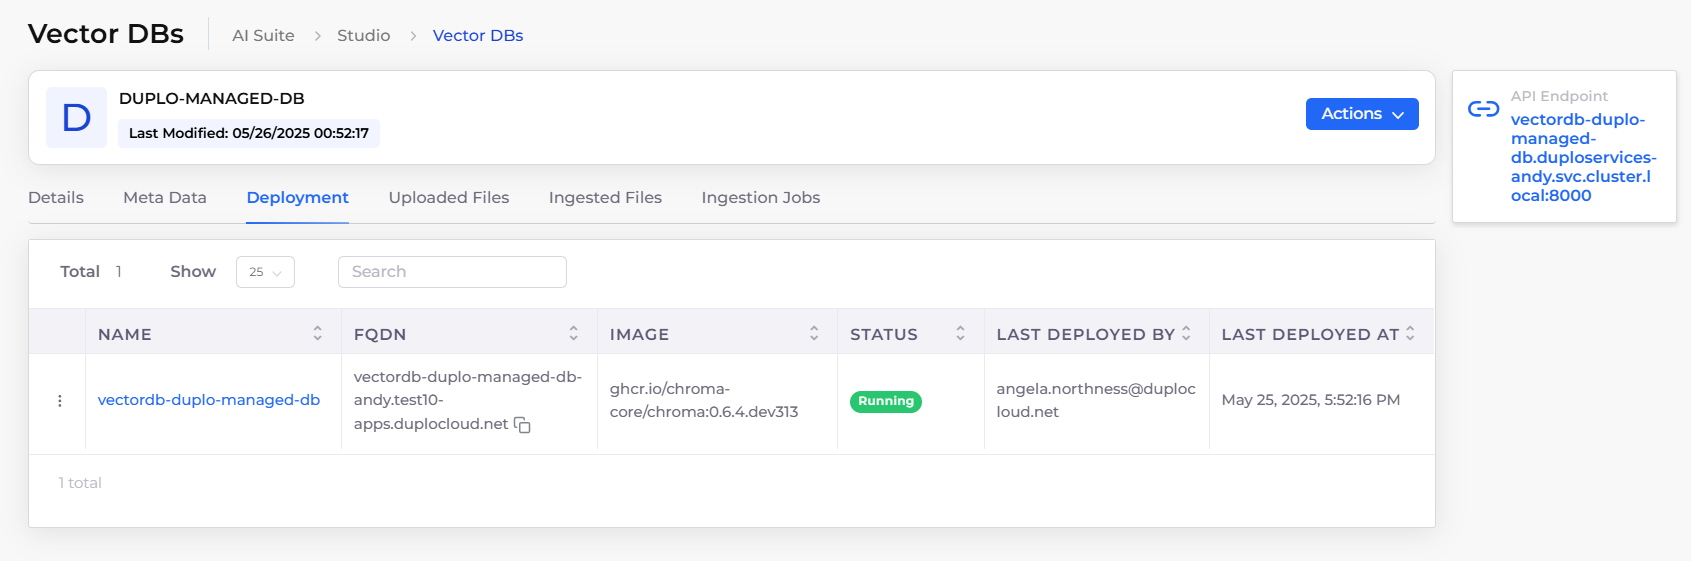 Vector DBs
AI Suite > Studio > Vector DBs
D
DUPLO-MANAGED-DB
Last Modified: 05/26/2025 00:52:17
Actions
API Endpoint
vectordb-duplo-
managed-
db.duploservices-
andy.svc.cluster.l
ocal:8000
Details Meta Data Deployment Uploaded Files Ingested Files Ingestion Jobs
Total 1 Show 25 Search
NAME FQDN IMAGE STATUS LAST DEPLOYED BY LAST DEPLOYED AT
vectordb-duplo-managed-db
vectordb-duplo-managed-db-
andy.test10-
apps.duplocloud.net
ghcr.io/chroma-
core/chroma:0.6.4.dev313
Running
angela.northness@duploc
loud.net
May 25, 2025, 5:52:16 PM
1 total